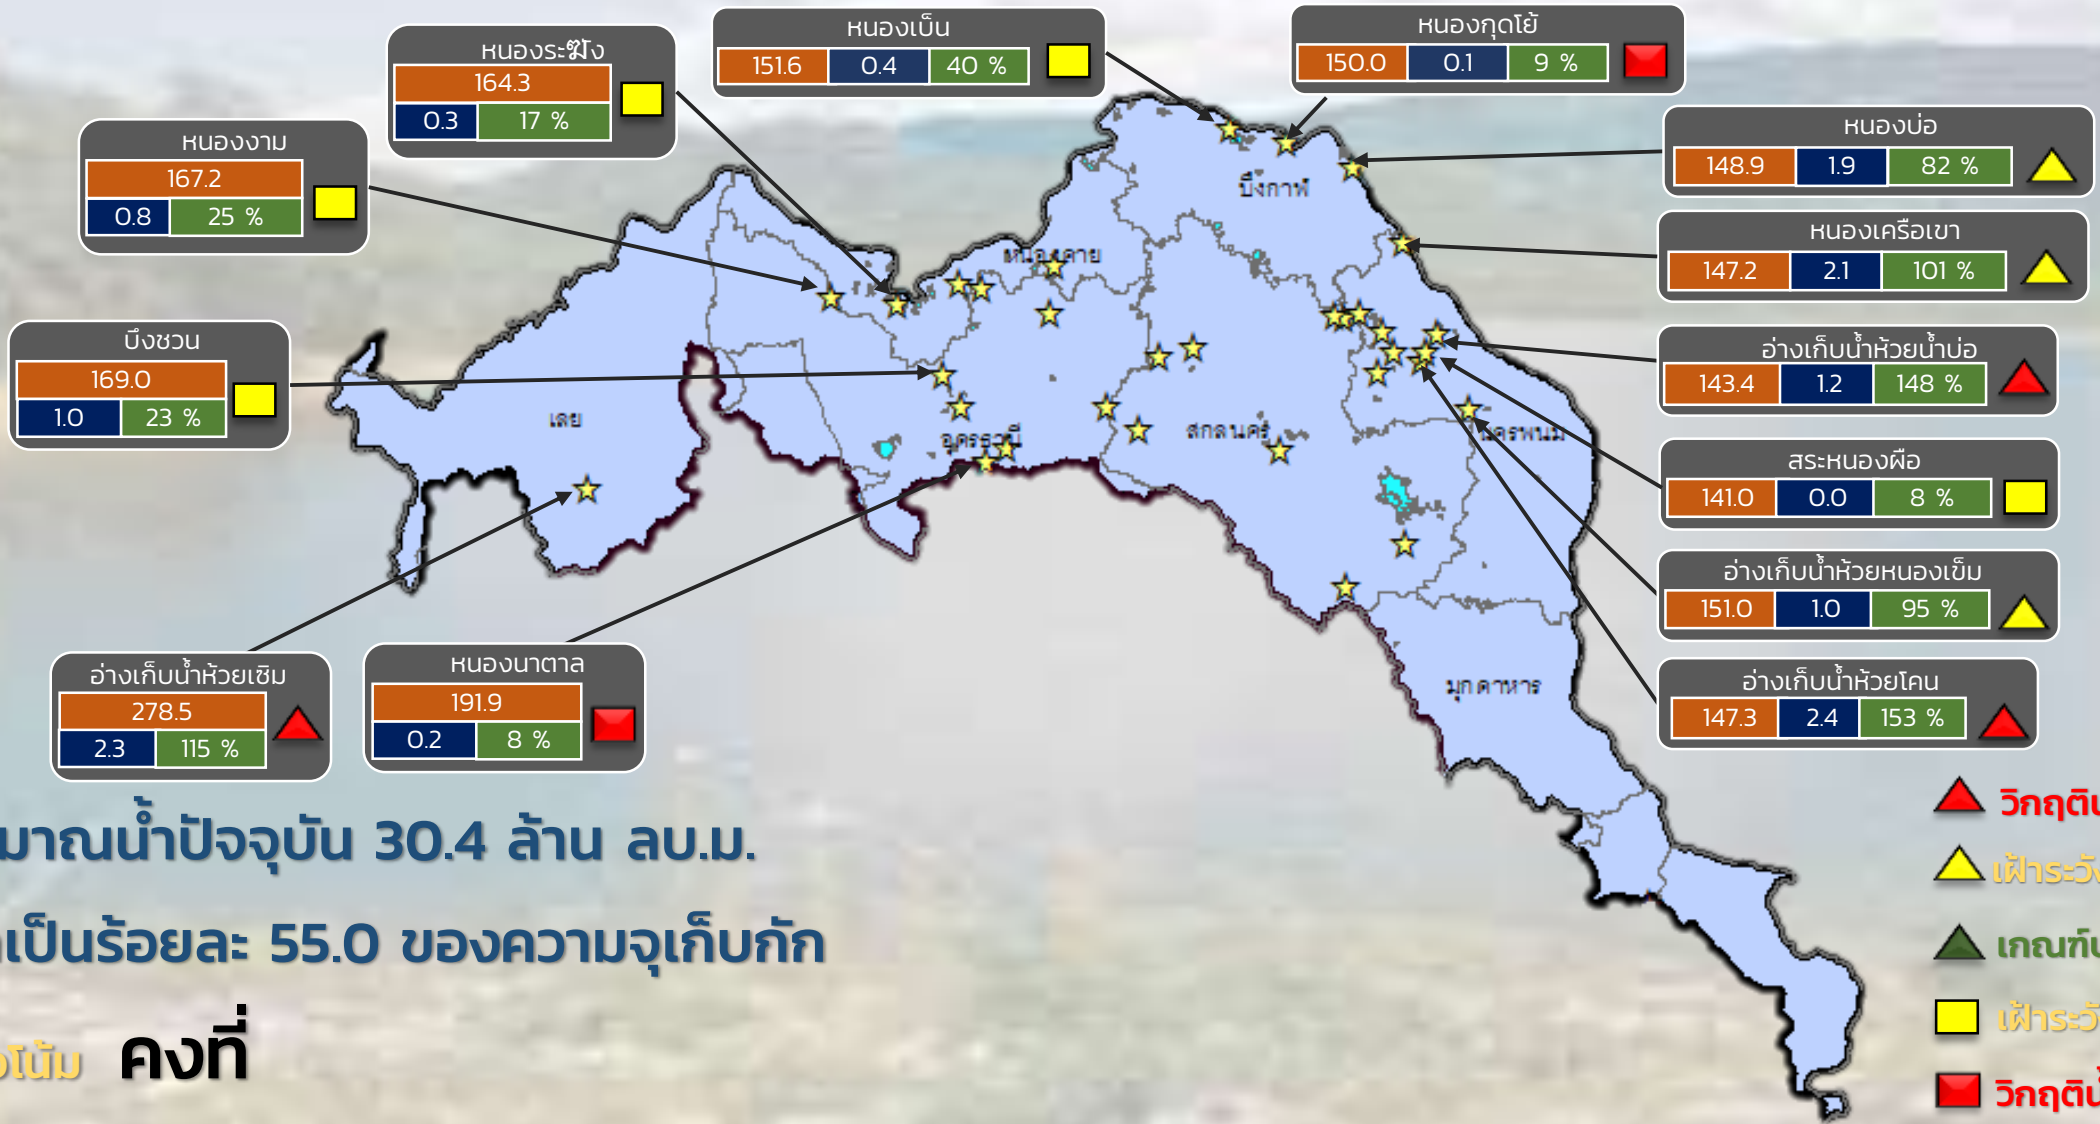 หนองระฆัง
164.3
0.3 17 %
หนองเบ็น
151.6 0.4 40 %
หนองกุดโย้
150.0 0.1 9 %
หนองงาม
167.2
0.8 25 %
หนองบ่อ
148.9 1.9 82 %
หนองเครือเขา
147.2 2.1 101 %
บึงชวน
169.0
1.0 23 %
อ่างเก็บน้ำห้วยน้ำบ่อ
143.4 1.2 148 %
สระหนองผือ
141.0 0.0 8 %
อ่างเก็บน้ำห้วยหนองเข็ม
151.0 1.0 95 %
อ่างเก็บน้ำห้วยโคน
147.3 2.4 153 %
อ่างเก็บน้ำห้วยเซิม
278.5
2.3 115 %
หนองนาตาล
191.9
0.2 8 %
บึงกาฬ
หนองคาย
เลย
อุดรธานี
สกลนคร
นครพนม
มุกดาหาร
มาณน้ำปัจจุบัน 30.4 ล้าน ลบ.ม.
เป็นร้อยละ 55.0 ของความจุเก็บกัก
โน้ม คงที่
วิกฤติ
เฝ้าระวัง
เกณฑ์
เฝ้าระวั
วิกฤติ